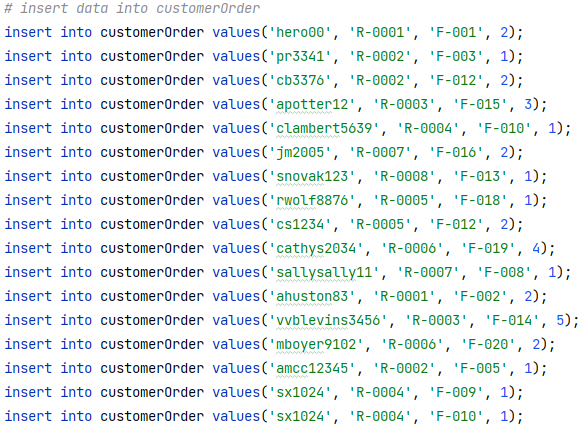 # insert data into customerOrder
insert into customerOrder values('hero00', 'R-0001', 'F-001', 2);
insert into customerOrder values('pr3341', 'R-0002', 'F-003', 1);
insert into customerOrder values('cb3376', 'R-0002', 'F-012', 2);
insert into customerOrder values('apotter12', 'R-0003', 'F-015', 3);
insert into customerOrder values('clambert5639', 'R-0004', 'F-010', 1);
insert into customerOrder values('jm2005', 'R-0007', 'F-016', 2);
insert into customerOrder values('snovak123', 'R-0008', 'F-013', 1);
insert into customerOrder values('rwolf8876', 'R-0005', 'F-018', 1);
insert into customerOrder values('cs1234', 'R-0005', 'F-012', 2);
insert into customerOrder values('cathys2034', 'R-0006', 'F-019', 4);
insert into customerOrder values('sallysally11', 'R-0007', 'F-008', 1);
insert into customerOrder values('ahuston83', 'R-0001', 'F-002', 2);
insert into customerOrder values('vvblevins3456', 'R-0003', 'F-014', 5);
insert into customerOrder values('mboyer9102', 'R-0006', 'F-020', 2);
insert into customerOrder values('amcc12345', 'R-0002', 'F-005', 1);
insert into customerOrder values('sx1024', 'R-0004', 'F-009', 1);
insert into customerOrder values('sx1024', 'R-0004', 'F-010', 1);